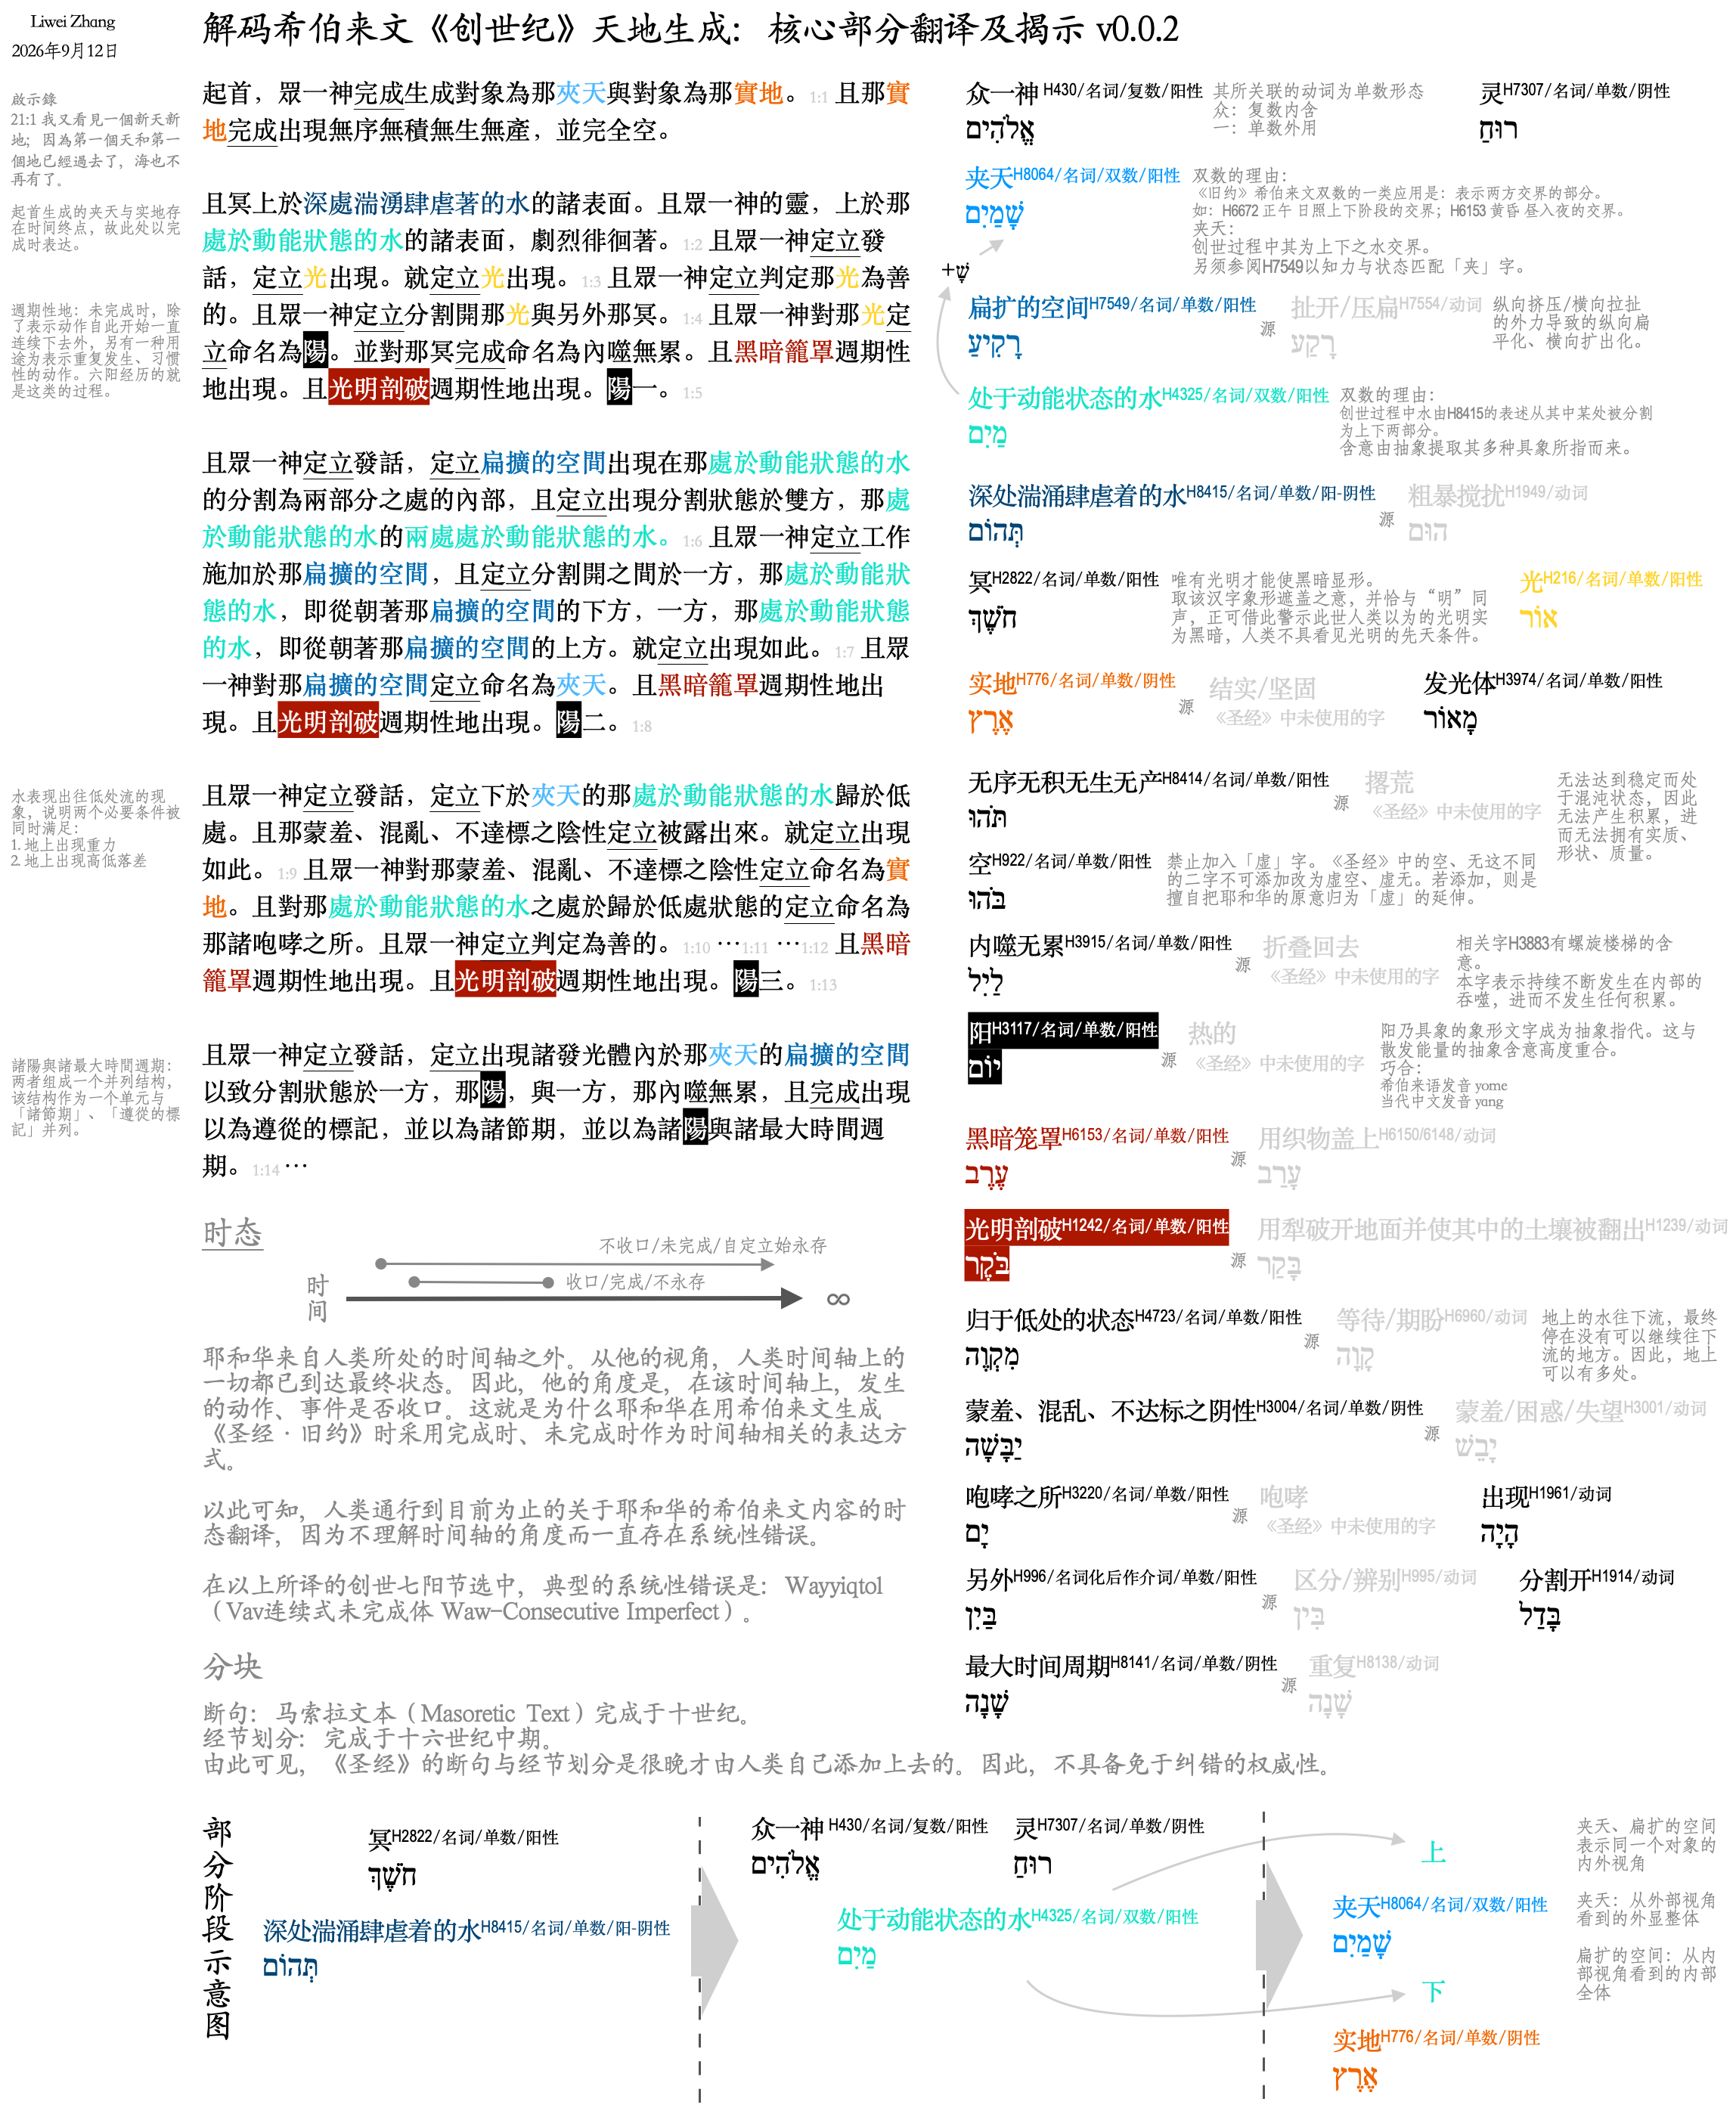 Liwei Zhang
2026年9月12日
解码希伯来文《创世纪》天地生成：核心部分翻译及揭示 v0.0.2
啟示錄
21:1 我又看見一個新天新
地；因為第一個天和第一
個地已經過去了，海也不
再有了。
起首生成的夹天与实地存
在时间终点，故此处以完
成时表达。
週期性地：未完成时，除
了表示动作自此开始一直
连续下去外，另有一种用
途为表示重复发生、习惯
性的动作。六阳经历的就
是这类的过程。
水表现出往低处流的现
象，说明两个必要条件被
同时满足：
1. 地上出现重力
2. 地上出现高低落差
諸陽與諸最大時間週期：
两者组成一个并列结构，
该结构作为一个单元与
「諸節期」、「遵從的標
記」并列。
起首，眾一神完成生成對象為那夾天與對象為那實地。1:1 且那實
地完成出現無序無積無生無產，並完全空。
且冥上於深處湍湧肆虐著的水的諸表面。且眾一神的靈，上於那
處於動能狀態的水的諸表面，劇烈徘徊著。1:2 且眾一神定立發
話，定立光出現。就定立光出現。1:3 且眾一神定立判定那光為善
的。且眾一神定立分割開那光與另外那冥。1:4 且眾一神對那光定
立命名為陽。並對那冥完成命名為內噬無累。且黑暗籠罩週期性
地出現。且光明剖破週期性地出現。陽一。1:5
且眾一神定立發話，定立扁擴的空間出現在那處於動能狀態的水
的分割為兩部分之處的內部，且定立出現分割狀態於雙方，那處
於動能狀態的水的兩處處於動能狀態的水。1:6 且眾一神定立工作
施加於那扁擴的空間，且定立分割開之間於一方，那處於動能狀
態的水，即從朝著那扁擴的空間的下方，一方，那處於動能狀態
的水，即從朝著那扁擴的空間的上方。就定立出現如此。1:7 且眾
一神對那扁擴的空間定立命名為夾天。且黑暗籠罩週期性地出
現。且光明剖破週期性地出現。陽二。1:8
且眾一神定立發話，定立下於夾天的那處於動能狀態的水歸於低
處。且那蒙羞、混亂、不達標之陰性定立被露出來。就定立出現
如此。1:9 且眾一神對那蒙羞、混亂、不達標之陰性定立命名為實
地。且對那處於動能狀態的水之處於歸於低處狀態的定立命名為
那諸咆哮之所。且眾一神定立判定為善的。1:10 …1:11 …1:12 且黑暗
籠罩週期性地出現。且光明剖破週期性地出現。陽三。1:13
且眾一神定立發話，定立出現諸發光體內於那夾天的扁擴的空間
以致分割狀態於一方，那陽，與一方，那內噬無累，且完成出現
以為遵從的標記，並以為諸節期，並以為諸陽與諸最大時間週
期。1:14 …
时态
不收口/未完成/自定立始永存
收口/完成/不永存
时
间
∞
耶和华来自人类所处的时间轴之外。从他的视角，人类时间轴上的
一切都已到达最终状态。因此，他的角度是，在该时间轴上，发生
的动作、事件是否收口。这就是为什么耶和华在用希伯来文生成
《圣经·旧约》时采用完成时、未完成时作为时间轴相关的表达方
式。
以此可知，人类通行到目前为止的关于耶和华的希伯来文内容的时
态翻译，因为不理解时间轴的角度而一直存在系统性错误。
在以上所译的创世七阳节选中，典型的系统性错误是：Wayyiqtol
（Vav连续式未完成体 Waw-Consecutive Imperfect）。
分块
断句：马索拉文本（Masoretic Text）完成于十世纪。
经节划分：完成于十六世纪中期。
由此可见，《圣经》的断句与经节划分是很晚才由人类自己添加上去的。因此，不具备免于纠错的权威性。
众一神 H430/名词/复数/阳性
אֱלֹהִים
其所关联的动词为单数形态
众：复数内含
一：单数外用
灵H7307/名词/单数/阴性
רוּחַ
夹天H8064/名词/双数/阳性
שָׁמַיִם
双数的理由：
《旧约》希伯来文双数的一类应用是：表示两方交界的部分。
如：H6672 正午 日照上下阶段的交界；H6153 黄昏 昼入夜的交界。
夹天：
创世过程中其为上下之水交界。
另须参阅H7549以知力与状态匹配「夹」字。
+שָׁ
扁扩的空间H7549/名词/单数/阳性
רָקִיעַ
源
扯开/压扁H7554/动词
רָקַע
纵向挤压/横向拉扯
的外力导致的纵向扁
平化、横向扩出化。
处于动能状态的水H4325/名词/双数/阳性
מַיִם
双数的理由：
创世过程中水由H8415的表述从其中某处被分割
为上下两部分。
含意由抽象提取其多种具象所指而来。
深处湍涌肆虐着的水H8415/名词/单数/阳-阴性
תְּהוֹם
源
粗暴搅扰H1949/动词
הוּם
冥H2822/名词/单数/阳性
חֹשֶׁךְ
唯有光明才能使黑暗显形。
取该汉字象形遮盖之意，并恰与“明”同
声，正可借此警示此世人类以为的光明实
为黑暗，人类不具看见光明的先天条件。
光H216/名词/单数/阳性
אוֹר
实地H776/名词/单数/阴性
אֶרֶץ
源
结实/坚固
《圣经》中未使用的字
发光体H3974/名词/单数/阳性
מָאוֹר
无序无积无生无产H8414/名词/单数/阳性
תֹּהוּ
源
撂荒
《圣经》中未使用的字
无法达到稳定而处
于混沌状态，因此
无法产生积累，进
而无法拥有实质、
形状、质量。
空H922/名词/单数/阳性
בֹּהוּ
禁止加入「虚」字。《圣经》中的空、无这不同
的二字不可添加改为虚空、虚无。若添加，则是
擅自把耶和华的原意归为「虚」的延伸。
内噬无累H3915/名词/单数/阳性
לַיִל
源
折叠回去
《圣经》中未使用的字
相关字H3883有螺旋楼梯的含
意。
本字表示持续不断发生在内部的
吞噬，进而不发生任何积累。
阳H3117/名词/单数/阳性
יוֹם
源
热的
《圣经》中未使用的字
阳乃具象的象形文字成为抽象指代。这与
散发能量的抽象含意高度重合。
巧合：
希伯来语发音 yome
当代中文发音 yang
黑暗笼罩H6153/名词/单数/阳性
עֶרֶב
源
用织物盖上H6150/6148/动词
עָרַב
光明剖破H1242/名词/单数/阳性
בֹּקֶר
源
用犁破开地面并使其中的土壤被翻出H1239/动词
בָּקַר
归于低处的状态H4723/名词/单数/阳性
מִקְוֶה
源
等待/期盼H6960/动词
קָוָה
地上的水往下流，最终
停在没有可以继续往下
流的地方。因此，地上
可以有多处。
蒙羞、混乱、不达标之阴性H3004/名词/单数/阴性
יַבָּשָׁה
源
蒙羞/困惑/失望H3001/动词
יָבֵשׁ
咆哮之所H3220/名词/单数/阳性
יָם
源
咆哮
《圣经》中未使用的字
出现H1961/动词
הָיָה
另外H996/名词化后作介词/单数/阳性
בַּיִן
源
区分/辨别H995/动词
בִּין
分割开H1914/动词
בָּדַל
最大时间周期H8141/名词/单数/阴性
שָׁנָה
源
重复H8138/动词
שָׁנָה
部分阶段示意图
冥H2822/名词/单数/阳性
חֹשֶׁךְ
深处湍涌肆虐着的水H8415/名词/单数/阳-阴性
תְּהוֹם
众一神 H430/名词/复数/阳性
אֱלֹהִים
灵H7307/名词/单数/阴性
רוּחַ
处于动能状态的水H4325/名词/双数/阳性
מַיִם
上
夹天H8064/名词/双数/阳性
שָׁמַיִם
下
实地H776/名词/单数/阴性
אֶרֶץ
夹天、扁扩的空间
表示同一个对象的
内外视角
夹天：从外部视角
看到的外显整体
扁扩的空间：从内
部视角看到的内部
全体